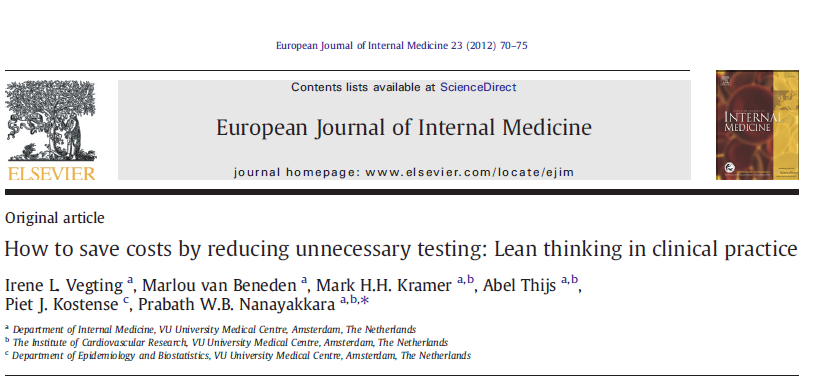 European Journal of Internal Medicine 23 (2012) 70–75
Contents lists available at ScienceDirect
European Journal of Internal Medicine
journal homepage: www.elsevier.com/locate/ejim
ELSEVIER
INTERNAL
MEDICINE
Original article
How to save costs by reducing unnecessary testing: Lean thinking in clinical practice
Irene L. Vegting a, Marlou van Beneden a, Mark H.H. Kramer a,b, Abel Thijs a,b,
Piet J. Kostense c, Prabath W.B. Nanayakkara a,b,*
a Department of Internal Medicine, VU University Medical Centre, Amsterdam, The Netherlands
b The Institute of Cardiovascular Research, VU University Medical Centre, Amsterdam, The Netherlands
c Department of Epidemiology and Biostatistics, VU University Medical Centre, Amsterdam, The Netherlands